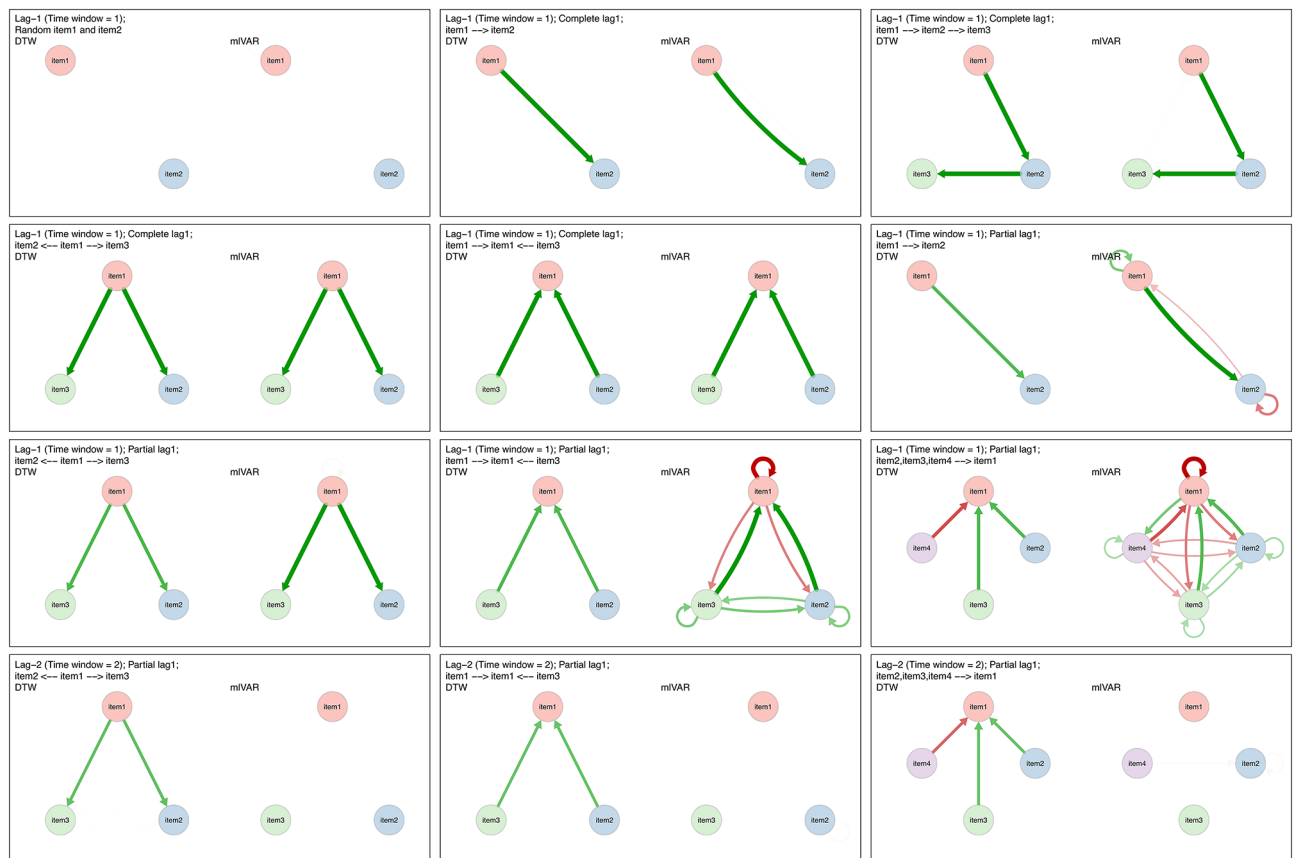 Lag−1 (Time window = 1);
Random item1 and item2
DTW
mlVAR
item1
item1
item2
item2
Lag−1 (Time window = 1); Complete lag1;
item1 −−> item2
DTW
mlVAR
item1
item1
item2
item2
Lag−1 (Time window = 1); Complete lag1;
item1 −−> item2 −−> item3
DTW
mlVAR
item1
item1
item3
item2
item3
item2
Lag−1 (Time window = 1); Complete lag1;
item2 <−− item1 −−> item3
DTW
mlVAR
item1
item1
item3
item2
item3
item2
Lag−1 (Time window = 1); Complete lag1;
item1 −−> item1 <−− item3
DTW
mlVAR
item1
item1
item3
item2
item3
item2
Lag−1 (Time window = 1); Partial lag1;
item1 −−> item2
DTW
mlVAR
item1
item1
item2
item2
Lag−1 (Time window = 1); Partial lag1;
item2 <−− item1 −−> item3
DTW
mlVAR
item1
item1
item3
item2
item3
item2
Lag−1 (Time window = 1); Partial lag1;
item1 −−> item1 <−− item3
DTW
mlVAR
item1
item1
item3
item2
item3
item2
Lag−1 (Time window = 1); Partial lag1;
item2,item3,item4 −−> item1
DTW
mlVAR
item1
item1
item4
item2
item4
item2
item3
item3
Lag−2 (Time window = 2); Partial lag1;
item2 <−− item1 −−> item3
DTW
mlVAR
item1
item1
item3
item2
item3
item2
Lag−2 (Time window = 2); Partial lag1;
item1 −−> item1 <−− item3
DTW
mlVAR
item1
item1
item3
item2
item3
item2
Lag−2 (Time window = 2); Partial lag1;
item2,item3,item4 −−> item1
DTW
mlVAR
item1
item1
item4
item2
item4
item2
item3
item3